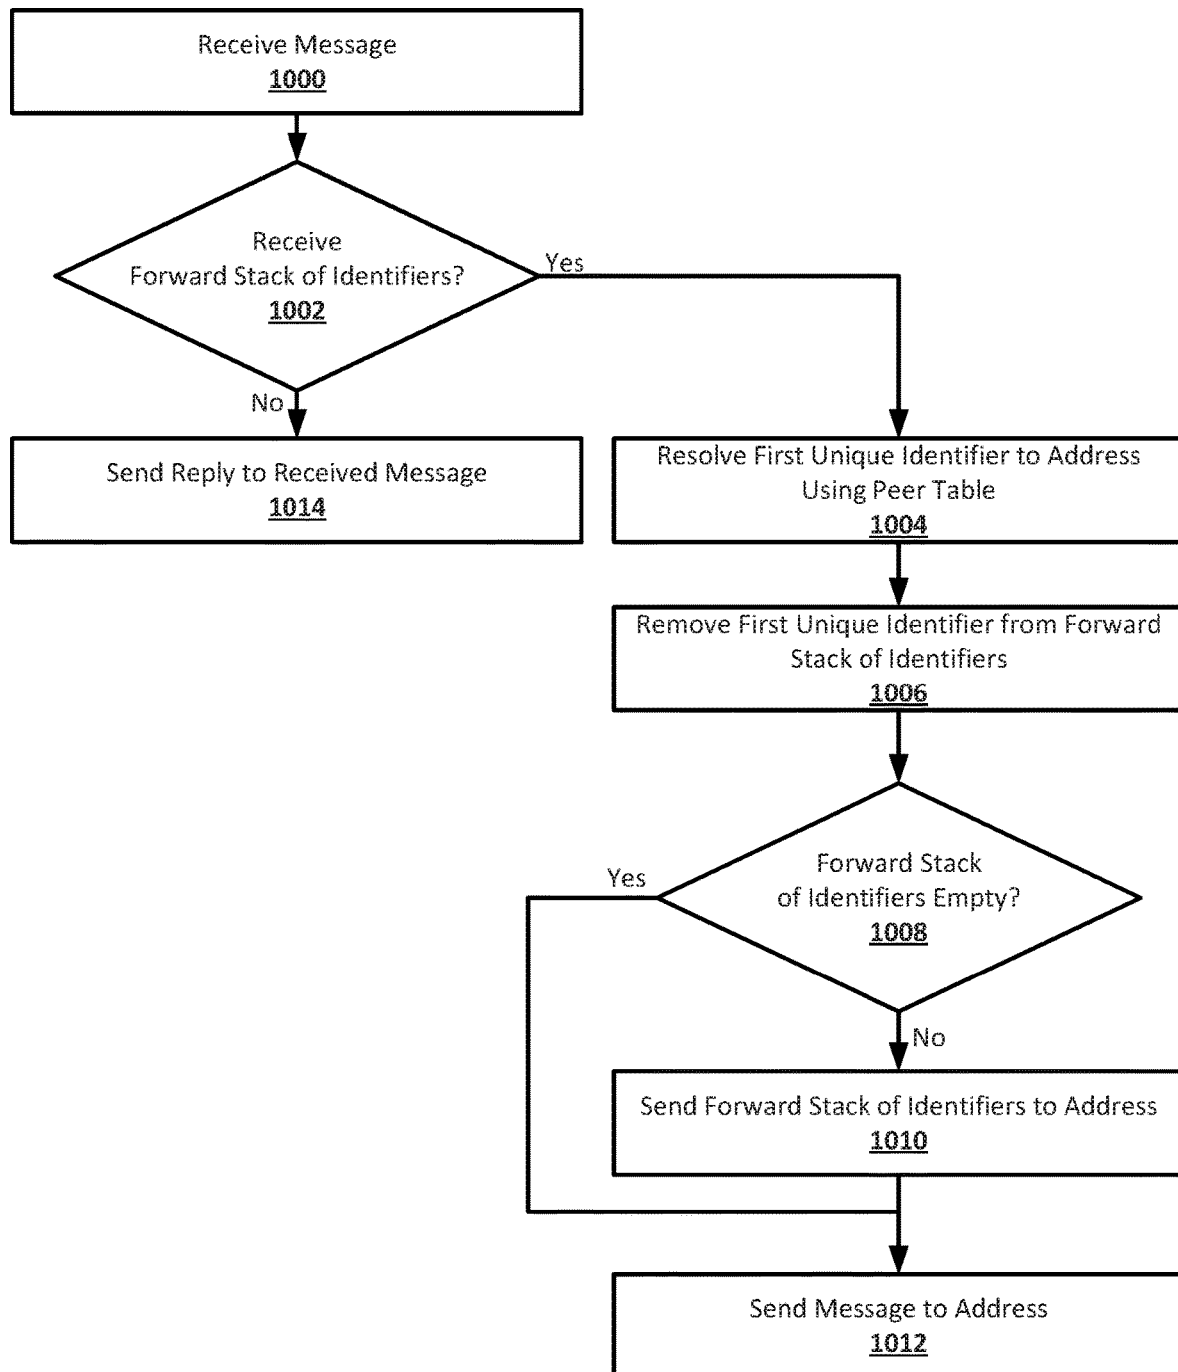 Receive Message
1000
Receive
Forward Stack of Identifiers?
1002
Yes
No
Send Reply to Received Message
1014
Resolve First Unique Identifier to Address
Using Peer Table
1004
Remove First Unique Identifier from Forward
Stack of Identifiers
1006
Forward Stack
of Identifiers Empty?
1008
Yes
No
Send Forward Stack of Identifiers to Address
1010
Send Message to Address
1012